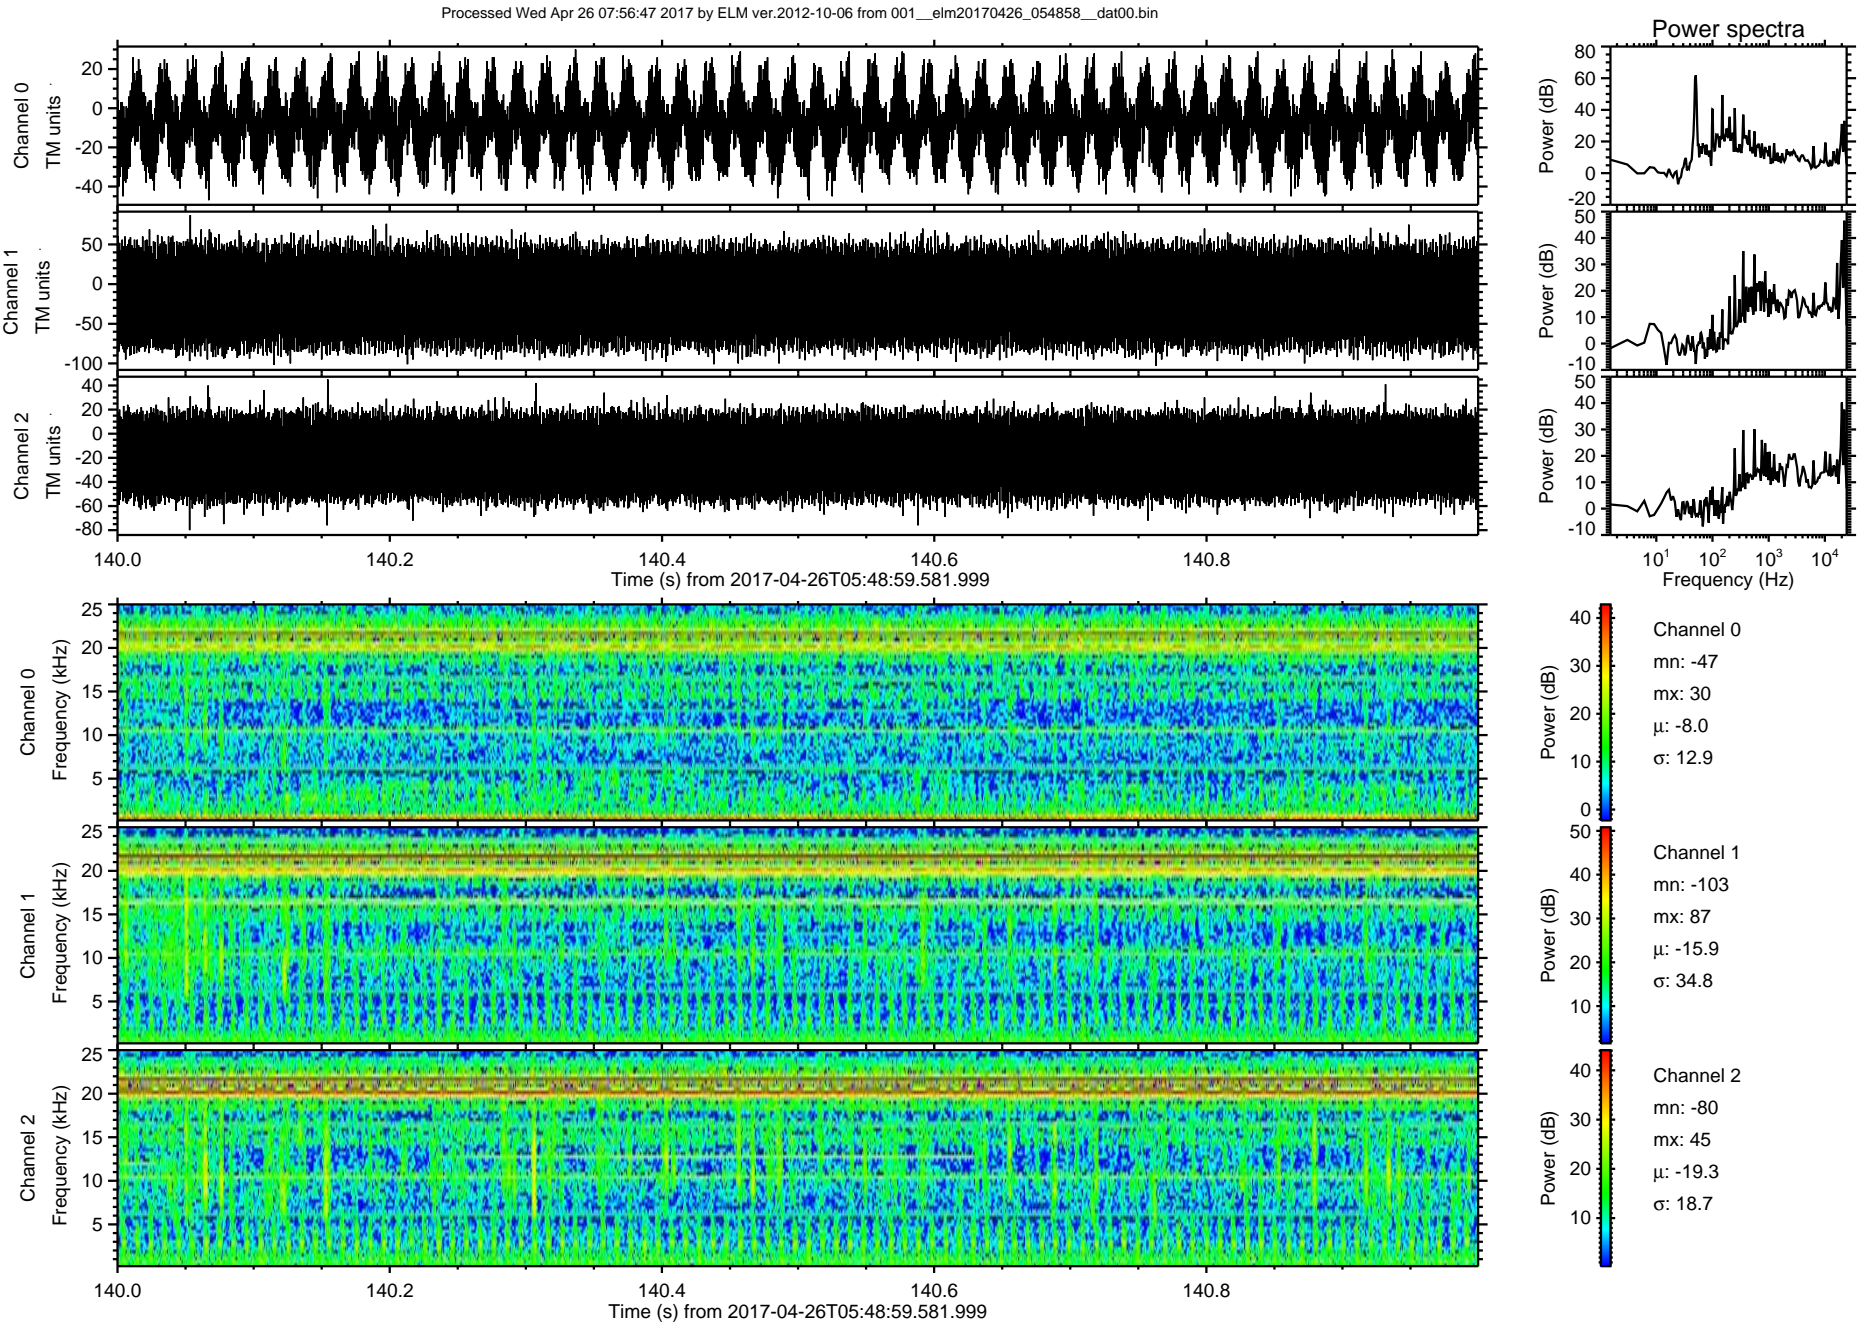 Processed Wed Apr 26 07:56:47 2017 by ELM ver.2012-10-06 from 001__elm20170426_054858__dat00.bin
Power spectra
Channel 0
TM units
20
0
-20
-40
Power (dB)
80
60
40
20
0
-20
Channel 1
TM units
50
0
-50
-100
Power (dB)
50
40
30
20
10
0
-10
Channel 2
TM units
40
20
0
-20
-40
-60
-80
Power (dB)
50
40
30
20
10
0
-10
140.0 140.2 140.4 140.6 140.8
Time (s) from 2017-04-26T05:48:59.581.999
10¹ 10² 10³ 10⁴
Frequency (Hz)
Channel 0
Frequency (kHz)
25
20
15
10
5
Power (dB)
40
30
20
10
0
Channel 0
mn: -47
mx: 30
μ: -8.0
σ: 12.9
Channel 1
Frequency (kHz)
25
20
15
10
5
Power (dB)
50
40
30
20
10
Channel 1
mn: -103
mx: 87
μ: -15.9
σ: 34.8
Channel 2
Frequency (kHz)
25
20
15
10
5
Power (dB)
40
30
20
10
Channel 2
mn: -80
mx: 45
μ: -19.3
σ: 18.7
140.0 140.2 140.4 140.6 140.8
Time (s) from 2017-04-26T05:48:59.581.999